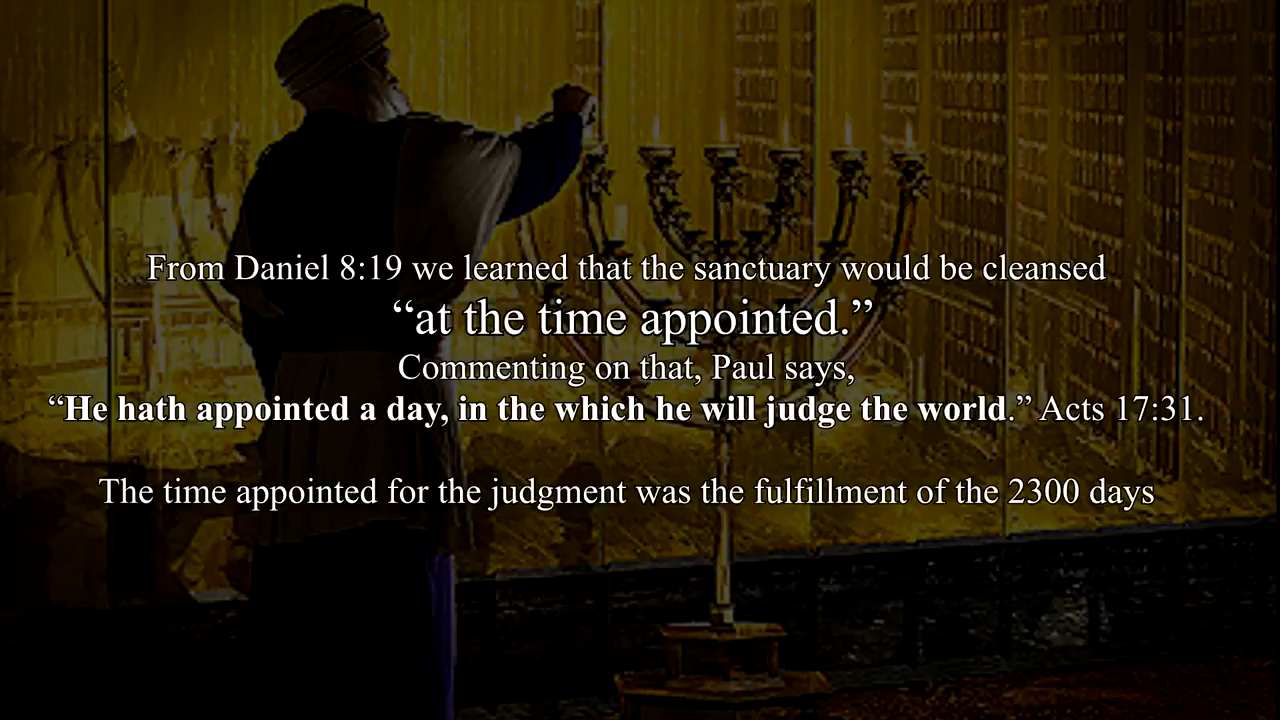 From Daniel 8:19 we learned that the sanctuary would be cleansed
“at the time appointed.”
Commenting on that, Paul says,
“He hath appointed a day, in the which he will judge the world.” Acts 17:31.
The time appointed for the judgment was the fulfillment of the 2300 days